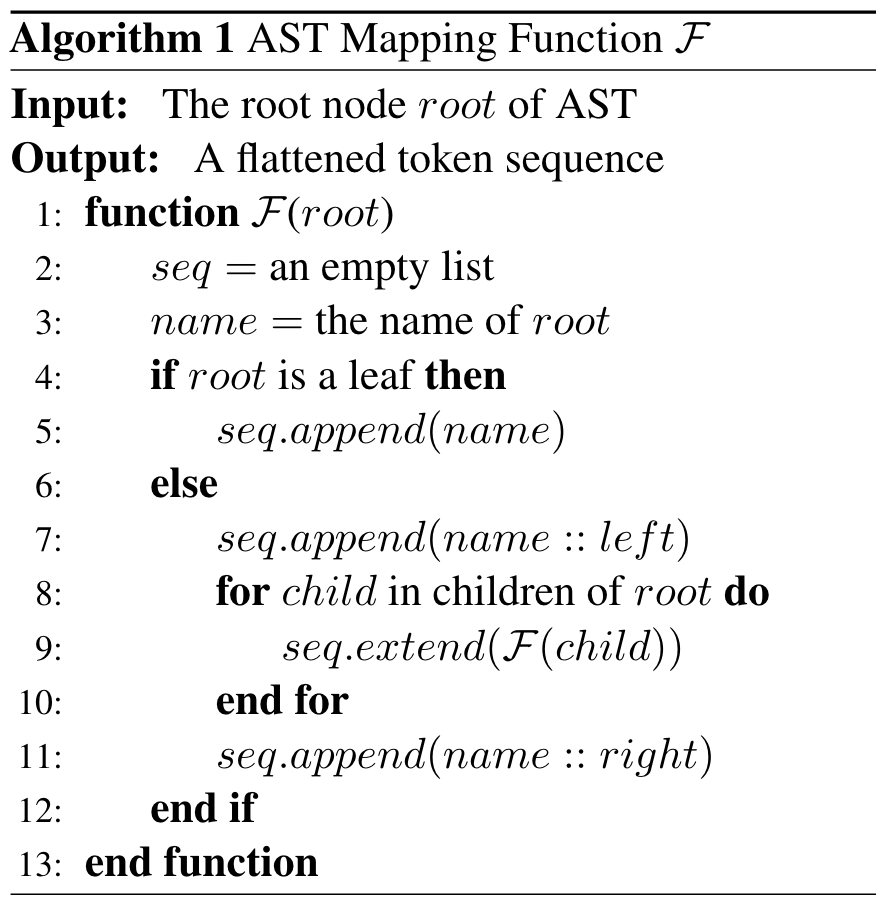 Algorithm 1 AST Mapping Function ℱ
Input: The root node root of AST
Output: A flattened token sequence
1: function ℱ(root)
2: seq = an empty list
3: name = the name of root
4: if root is a leaf then
5: seq.append(name)
6: else
7: seq.append(name :: left)
8: for child in children of root do
9: seq.extend(ℱ(child))
10: end for
11: seq.append(name :: right)
12: end if
13: end function